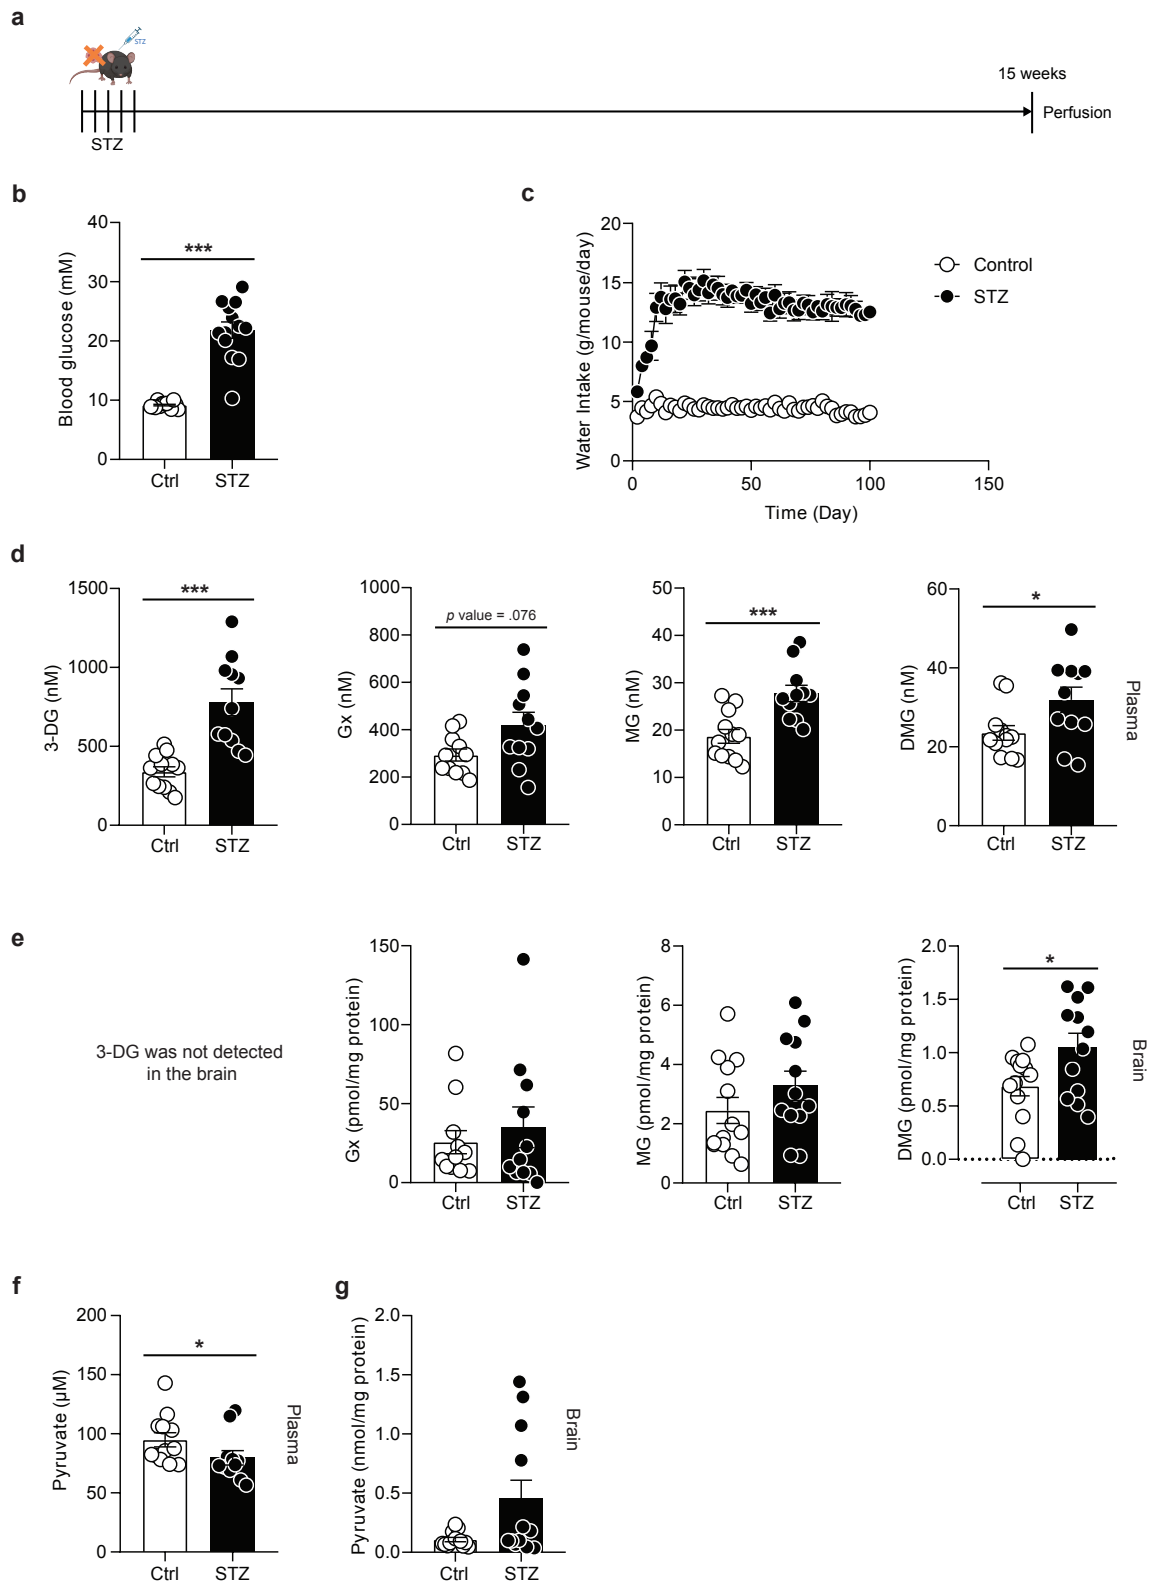 a
STZ
15 weeks
Perfusion
STZ
b
Blood glucose (mM)
40
30
20
10
0
***
Ctrl
STZ
c
Water Intake (g/mouse/day)
20
15
10
5
0
0
50
100
150
Time (Day)
Control
STZ
d
3-DG (nM)
1500
1000
500
0
***
Ctrl
STZ
Gx (nM)
1000
800
600
400
200
0
p value = .076
Ctrl
STZ
MG (nM)
50
40
30
20
10
0
***
Ctrl
STZ
DMG (nM)
60
40
20
0
*
Ctrl
STZ
Plasma
e
3-DG was not detected
in the brain
Gx (pmol/mg protein)
150
100
50
0
Ctrl
STZ
MG (pmol/mg protein)
8
6
4
2
0
Ctrl
STZ
DMG (pmol/mg protein)
2.0
1.5
1.0
0.5
0.0
*
Ctrl
STZ
Brain
f
Pyruvate (µM)
200
150
100
50
0
*
Ctrl
STZ
Plasma
g
Pyruvate (nmol/mg protein)
2.0
1.5
1.0
0.5
0.0
Ctrl
STZ
Brain